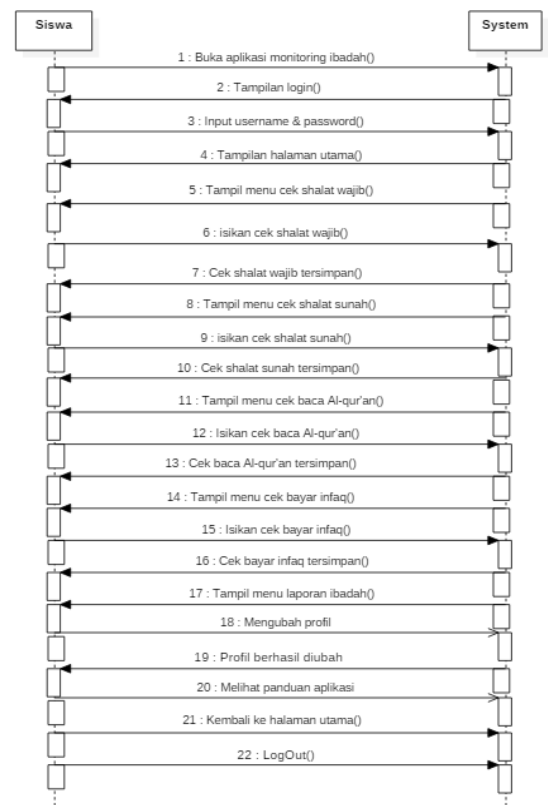 Siswa
System
1 : Buka aplikasi monitoring ibadah()
2 : Tampilan login()
3 : Input username & password()
4 : Tampilan halaman utama()
5 : Tampil menu cek shalat wajib()
6 : isikan cek shalat wajib()
7 : Cek shalat wajib tersimpan()
8 : Tampil menu cek shalat sunah()
9 : isikan cek shalat sunah()
10 : Cek shalat sunah tersimpan()
11 : Tampil menu cek baca Al-qur'an()
12 : Isikan cek baca Al-qur'an()
13 : Cek baca Al-qur'an tersimpan()
14 : Tampil menu cek bayar infaq()
15 : Isikan cek bayar infaq()
16 : Cek bayar infaq tersimpan()
17 : Tampil menu laporan ibadah()
18 : Mengubah profil
19 : Profil berhasil diubah
20 : Melihat panduan aplikasi
21 : Kembali ke halaman utama()
22 : LogOut()